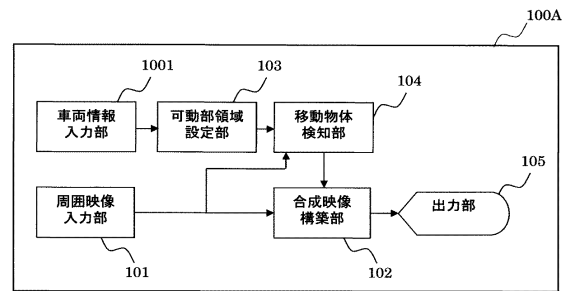 100A
1001
103
104
車両情報
入力部
可動部領域
設定部
移動物体
検知部
105
周囲映像
入力部
合成映像
構築部
出力部
101
102